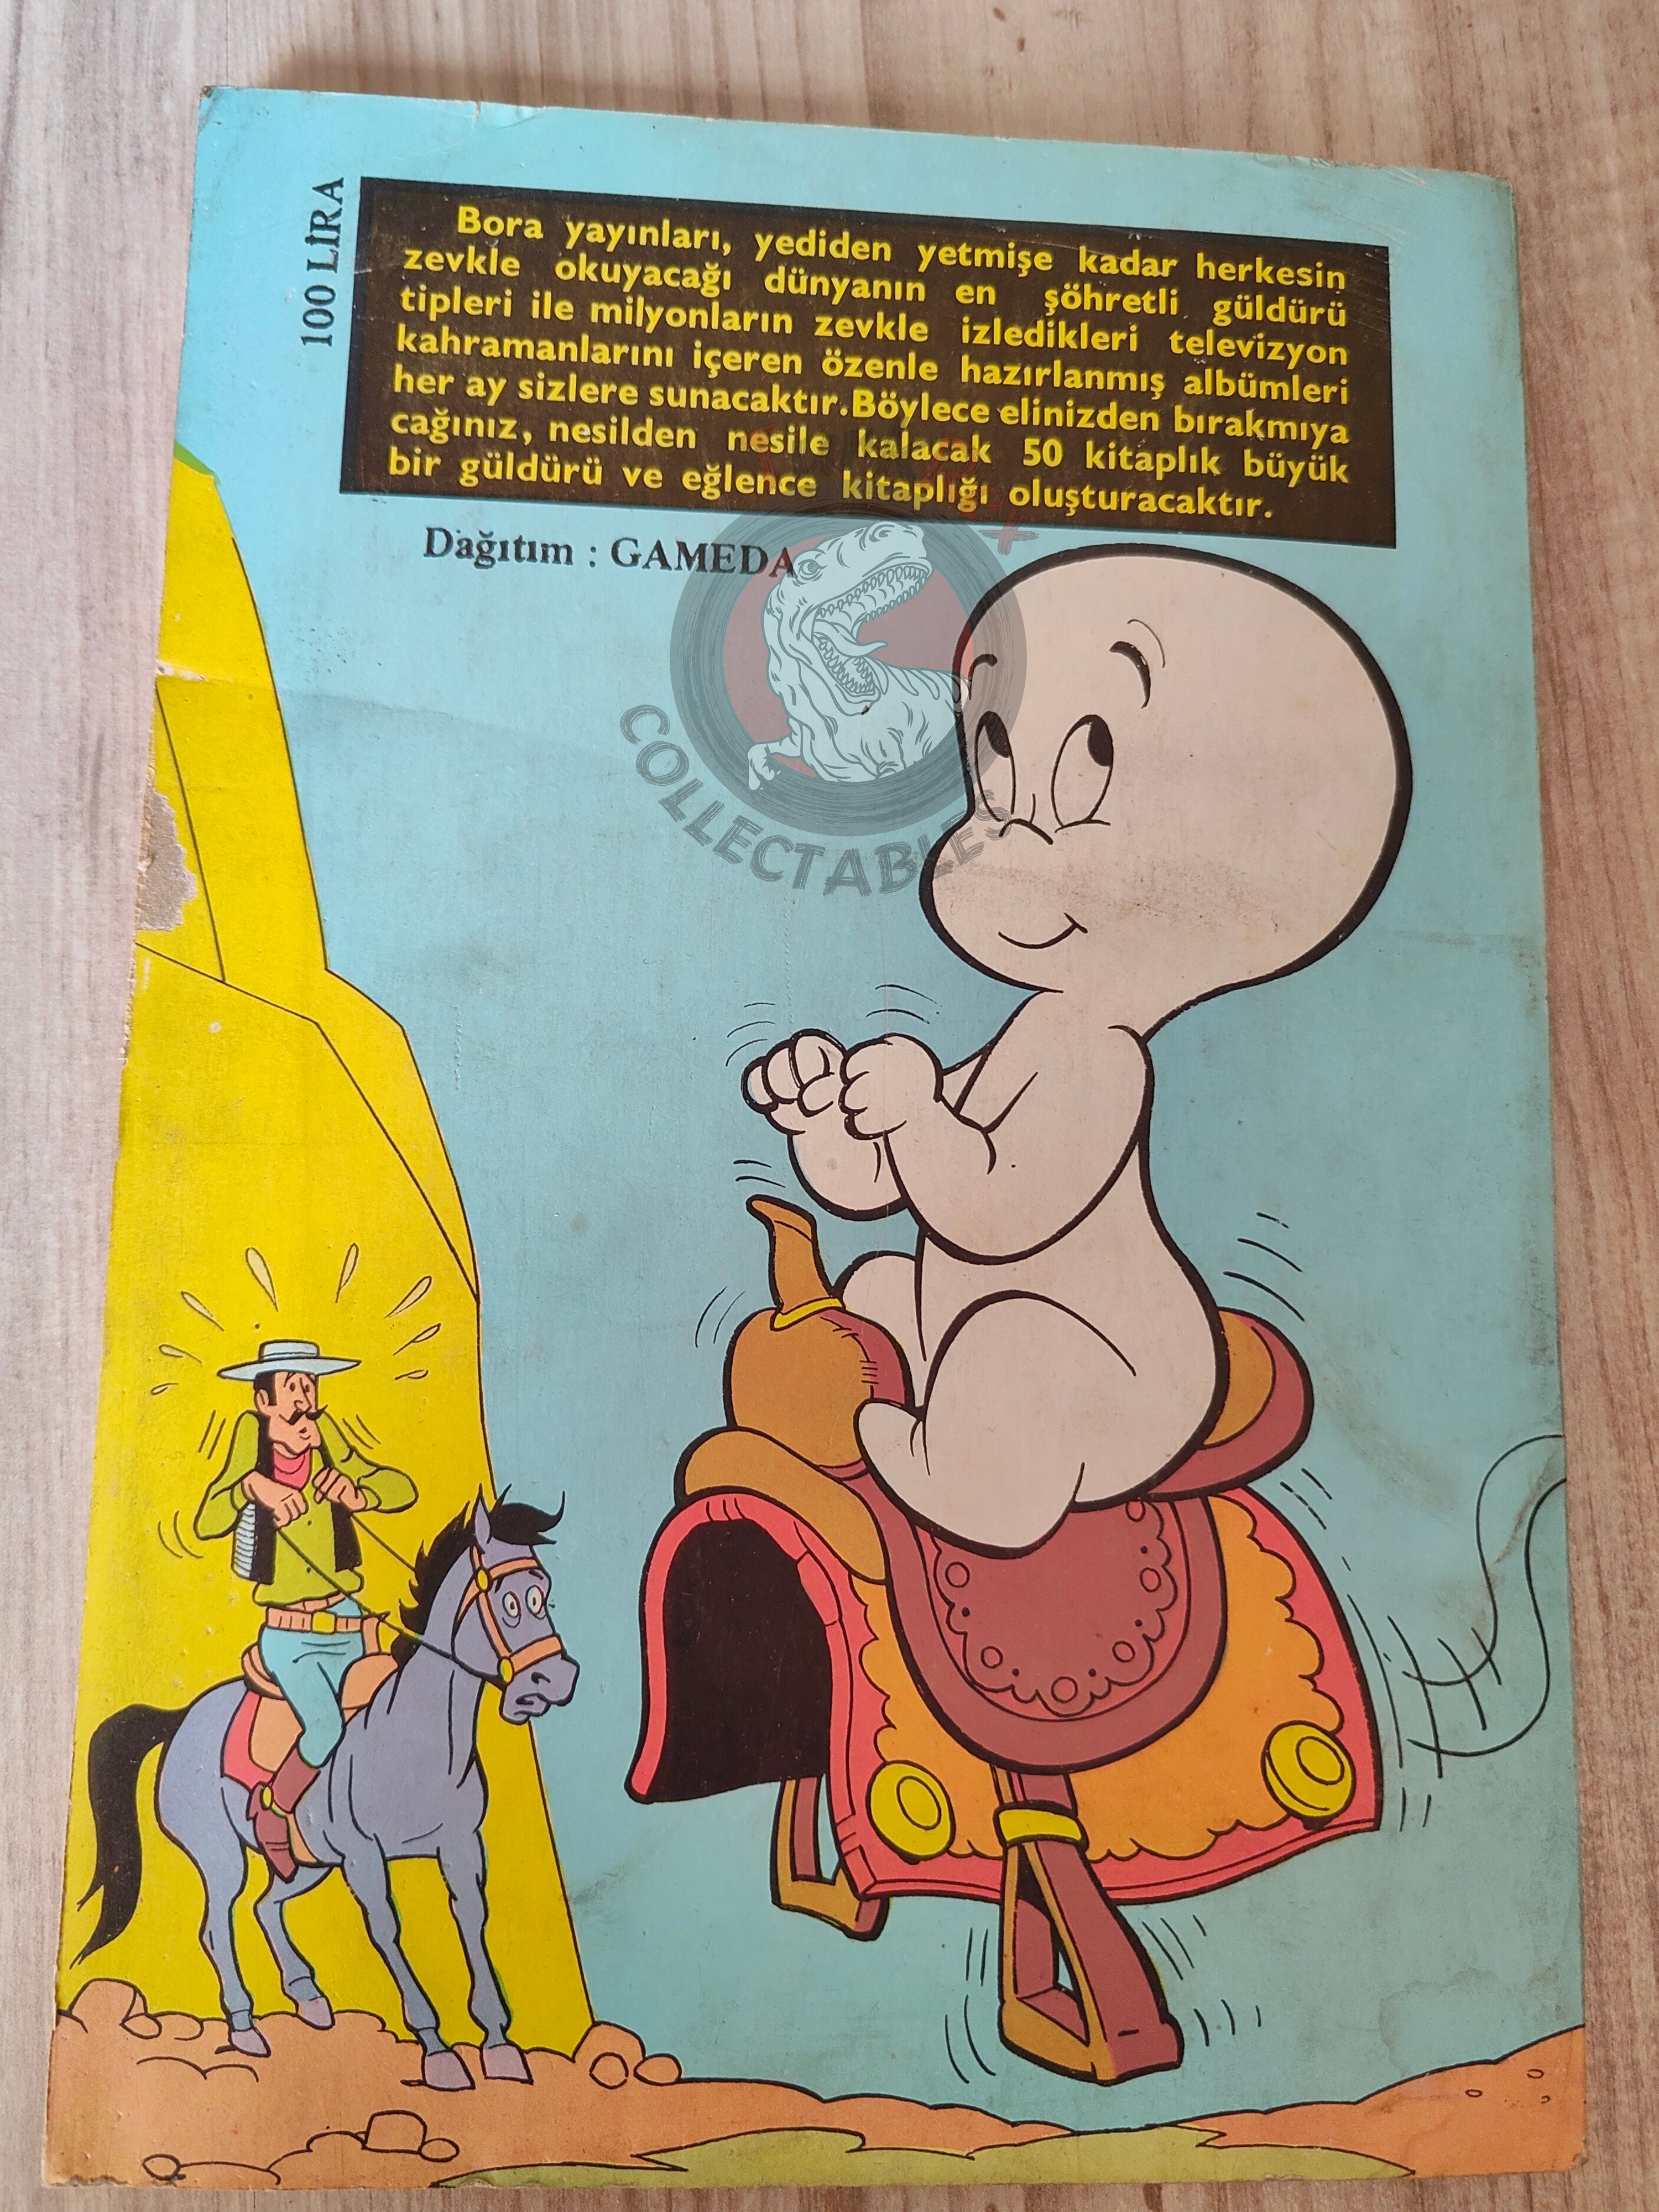 100 LİRA
Bora yayınları, yediden yetmişe kadar herkesin
zevkle okuyacağı dünyanın en şöhretli güldürü
tipleri ile milyonların zevkle izledikleri televizyon
kahramanlarını içeren özenle hazırlanmış albümleri
her ay sizlere sunacaktır.Böylece elinizden bırakmıya
cağınız, nesilden nesile kalacak 50 kitaplık büyük
bir güldürü ve eğlence kitaplığı oluşturacaktır.
Dağıtım : GAMEDA
COLLECTABLES